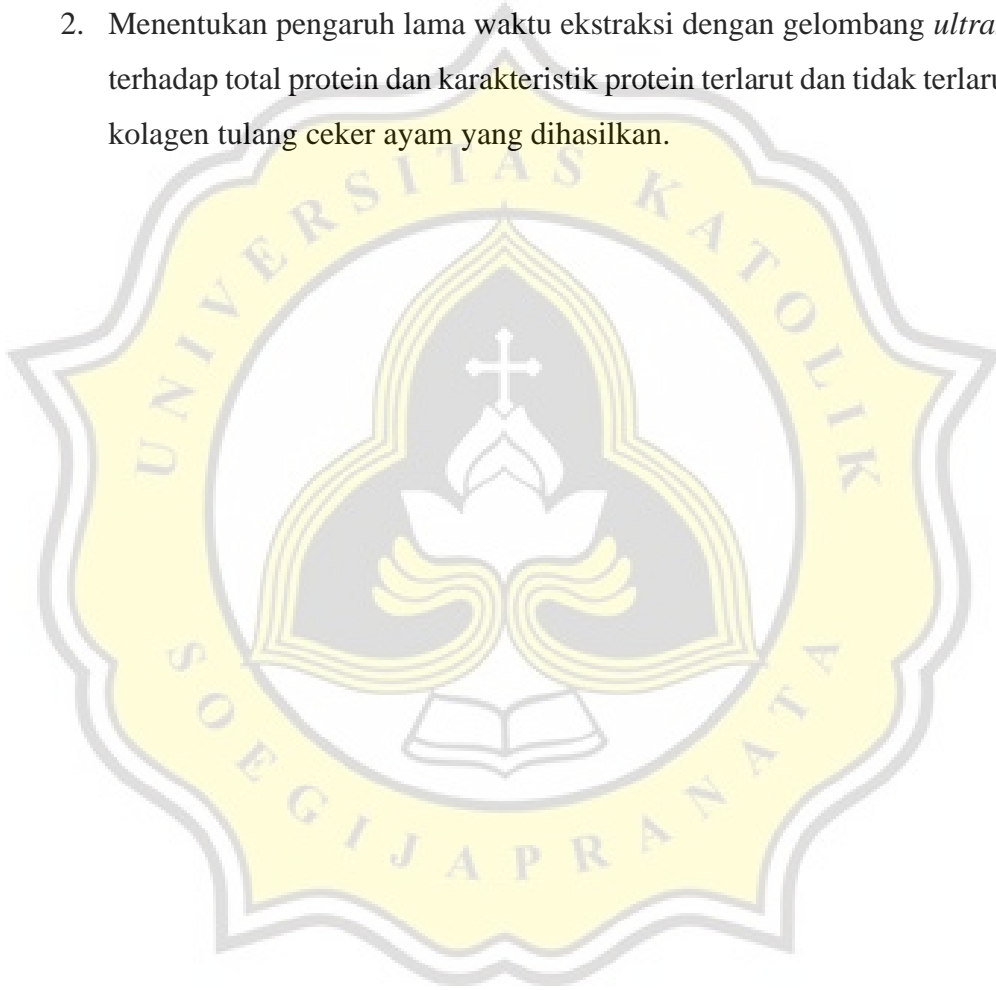 2. Menentukan pengaruh lama waktu ekstraksi dengan gelombang
terhadap total protein dan karakteristik protein terlarut dan tidak
kolagen tulang ceker ayam yang dihasilkan.
UNIVERSITAS KATOLIK
SOEGIJAPRANATA